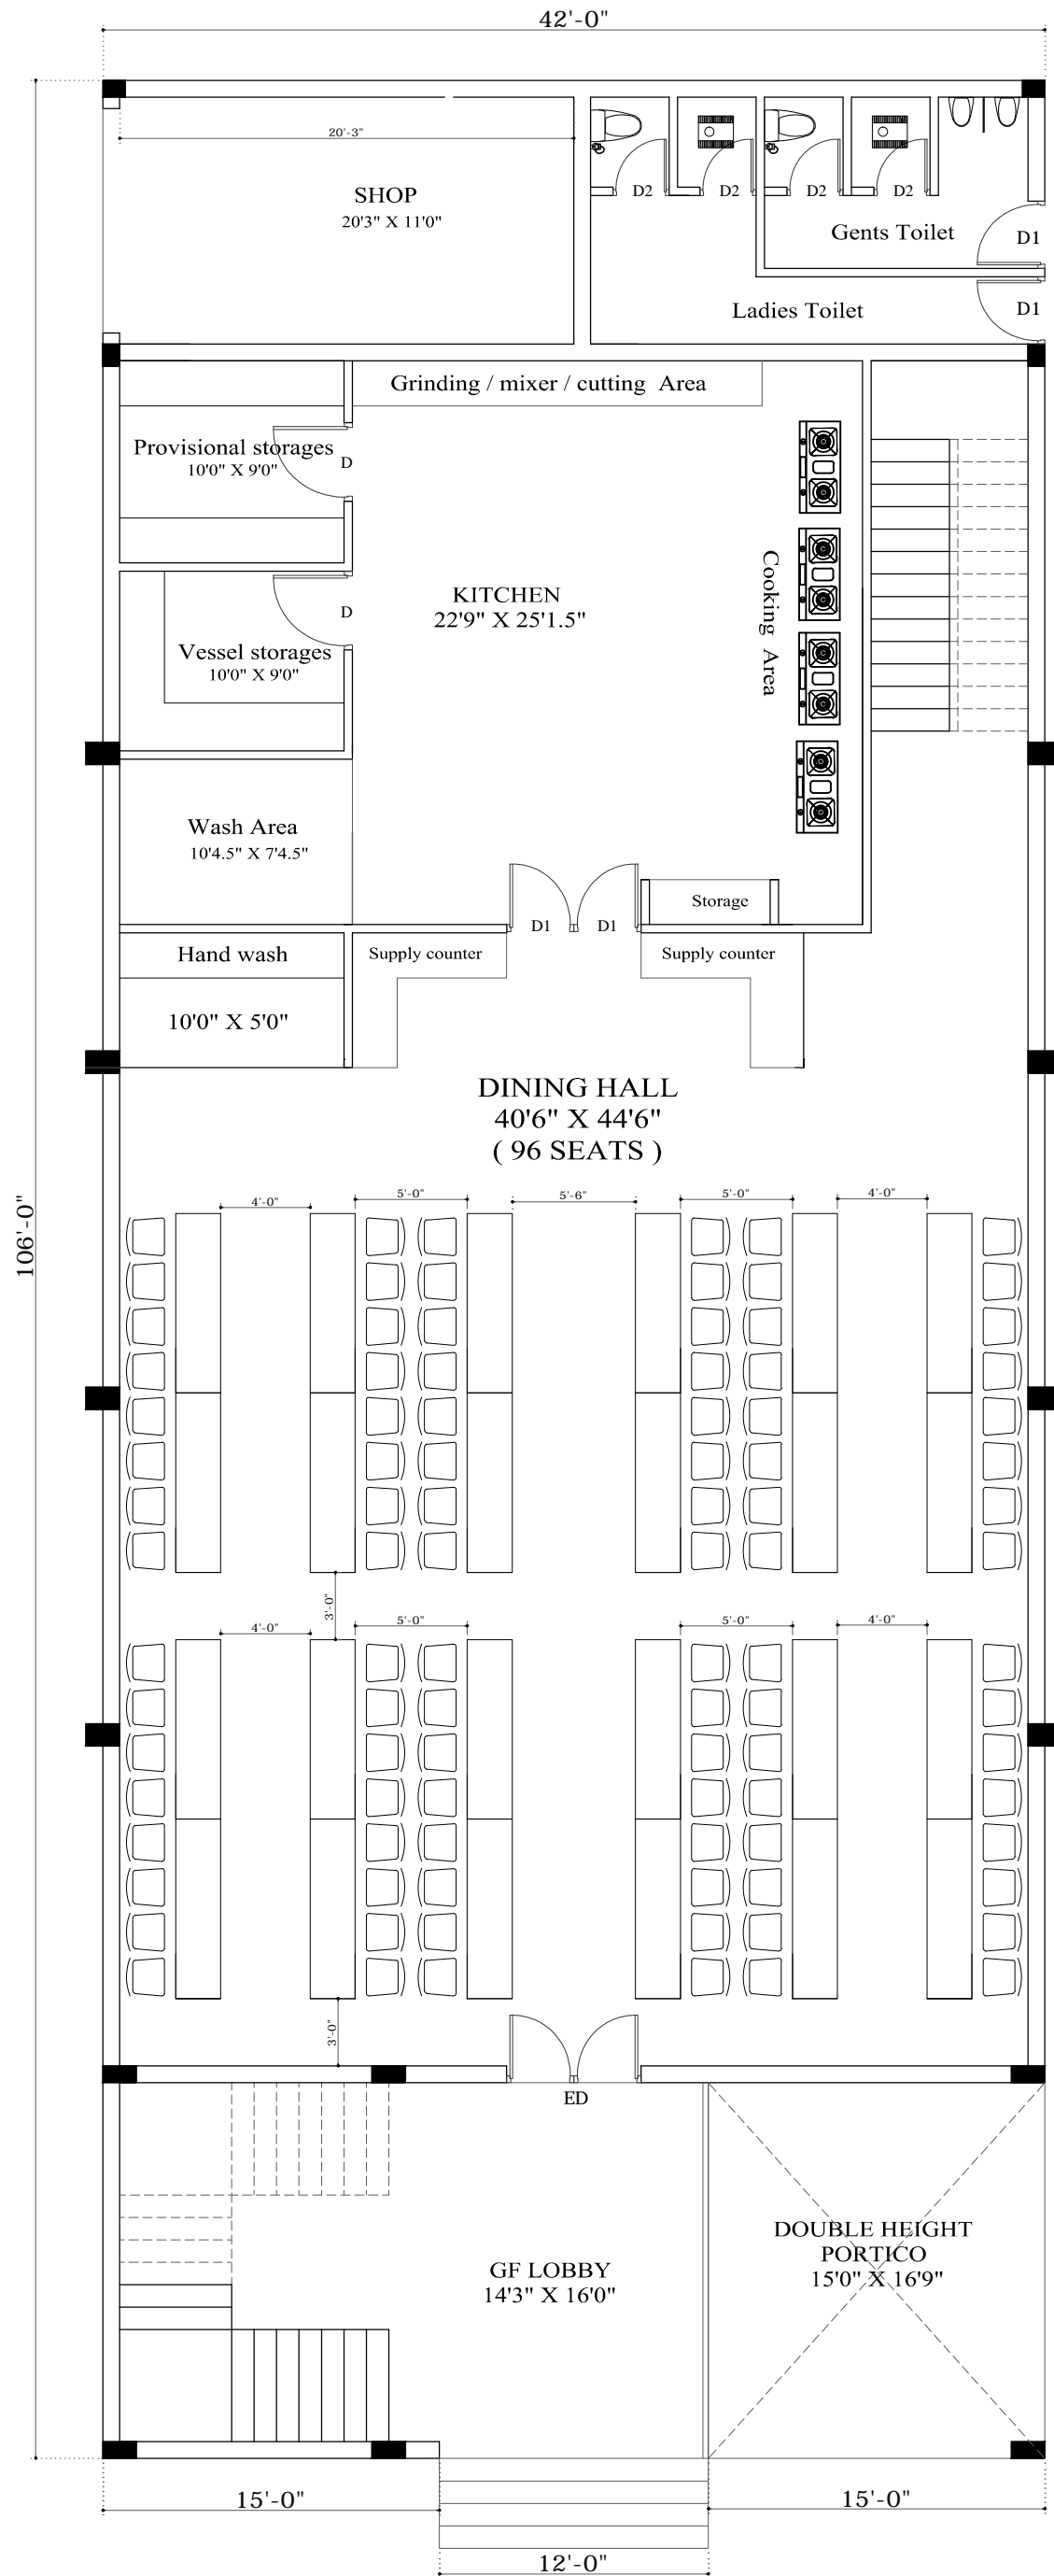 42'-0"
20'-3"
SHOP
20'3" X 11'0"
D2
D2
D2
D2
Gents Toilet
D1
Ladies Toilet
D1
Grinding / mixer / cutting Area
Provisional storages
10'0" X 9'0"
D
Cooking Area
KITCHEN
22'9" X 25'1.5"
D
Vessel storages
10'0" X 9'0"
Wash Area
10'4.5" X 7'4.5"
Storage
D1
D1
Hand wash
Supply counter
Supply counter
10'0" X 5'0"
DINING HALL
40'6" X 44'6"
( 96 SEATS )
106'-0"
4'-0"
5'-0"
5'-6"
5'-0"
4'-0"
3'-0"
4'-0"
5'-0"
5'-0"
4'-0"
3'-0"
ED
DOUBLE HEIGHT
PORTICO
15'0" X 16'9"
GF LOBBY
14'3" X 16'0"
15'-0"
15'-0"
12'-0"